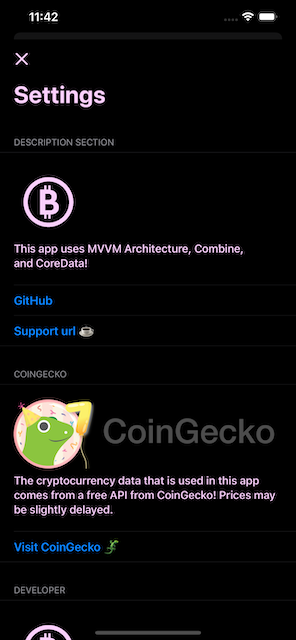 11:42
Settings
DESCRIPTION SECTION
This app uses MVVM Architecture, Combine,
and CoreData!
GitHub
Support url ☕️
COINGECKO
CoinGecko
The cryptocurrency data that is used in this app
comes from a free API from CoinGecko! Prices may
be slightly delayed.
Visit CoinGecko 🦎
DEVELOPER